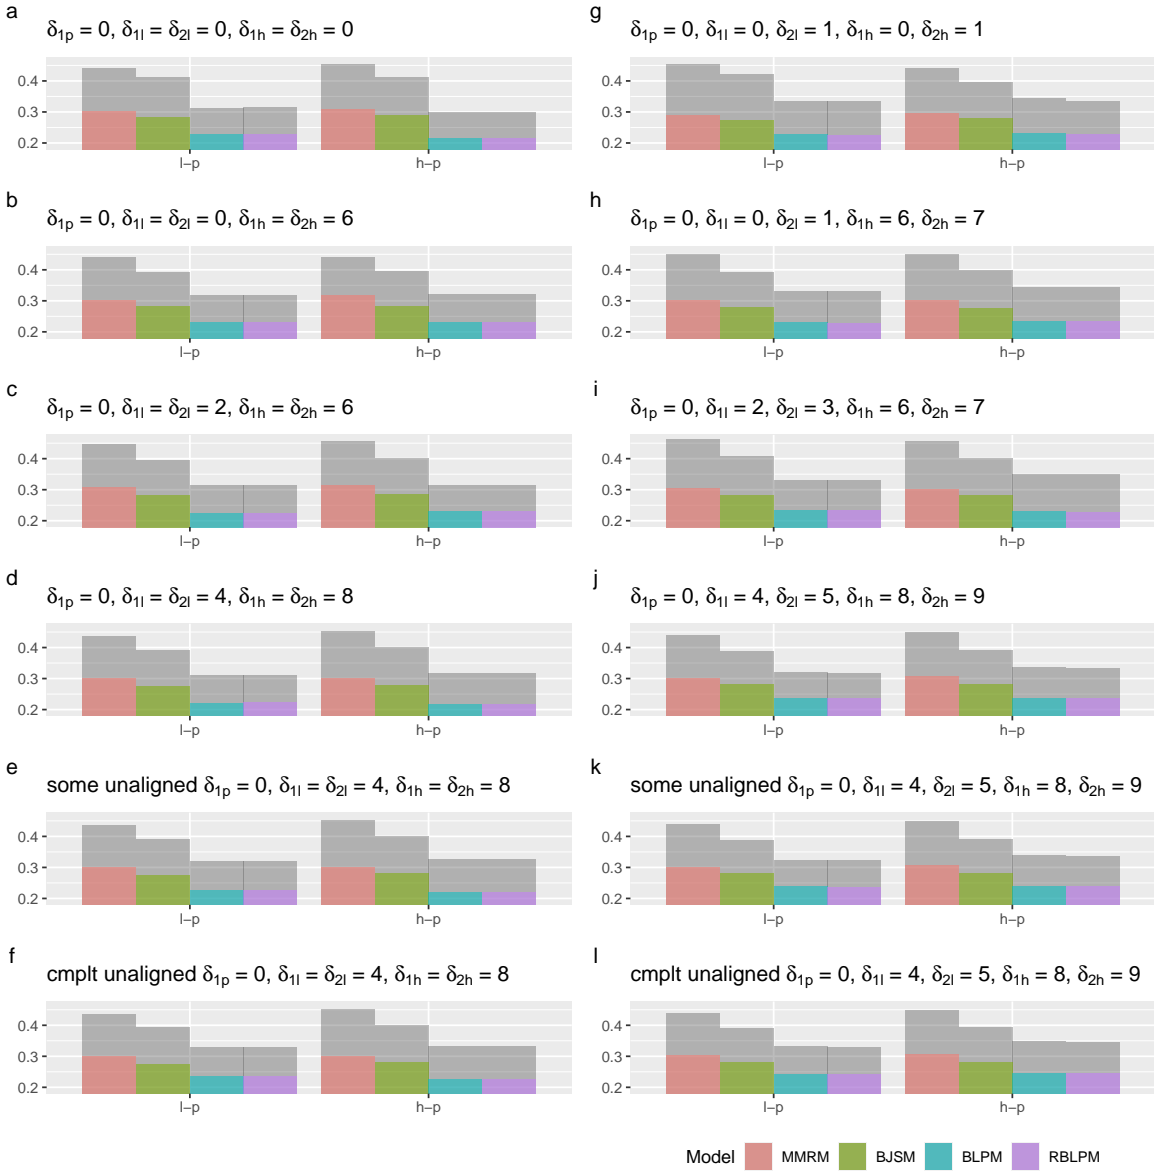 a
δ1p = 0, δ1l = δ2l = 0, δ1h = δ2h = 0
0.4
0.3
0.2
l−p
h−p
b
δ1p = 0, δ1l = δ2l = 0, δ1h = δ2h = 6
0.4
0.3
0.2
l−p
h−p
c
δ1p = 0, δ1l = δ2l = 2, δ1h = δ2h = 6
0.4
0.3
0.2
l−p
h−p
d
δ1p = 0, δ1l = δ2l = 4, δ1h = δ2h = 8
0.4
0.3
0.2
l−p
h−p
e
some unaligned δ1p = 0, δ1l = δ2l = 4, δ1h = δ2h = 8
0.4
0.3
0.2
l−p
h−p
f
cmplt unaligned δ1p = 0, δ1l = δ2l = 4, δ1h = δ2h = 8
0.4
0.3
0.2
l−p
h−p
g
δ1p = 0, δ1l = 0, δ2l = 1, δ1h = 0, δ2h = 1
0.4
0.3
0.2
l−p
h−p
h
δ1p = 0, δ1l = 0, δ2l = 1, δ1h = 6, δ2h = 7
0.4
0.3
0.2
l−p
h−p
i
δ1p = 0, δ1l = 2, δ2l = 3, δ1h = 6, δ2h = 7
0.4
0.3
0.2
l−p
h−p
j
δ1p = 0, δ1l = 4, δ2l = 5, δ1h = 8, δ2h = 9
0.4
0.3
0.2
l−p
h−p
k
some unaligned δ1p = 0, δ1l = 4, δ2l = 5, δ1h = 8, δ2h = 9
0.4
0.3
0.2
l−p
h−p
l
cmplt unaligned δ1p = 0, δ1l = 4, δ2l = 5, δ1h = 8, δ2h = 9
0.4
0.3
0.2
l−p
h−p
Model MMRM BJSM BLPM RBLPM